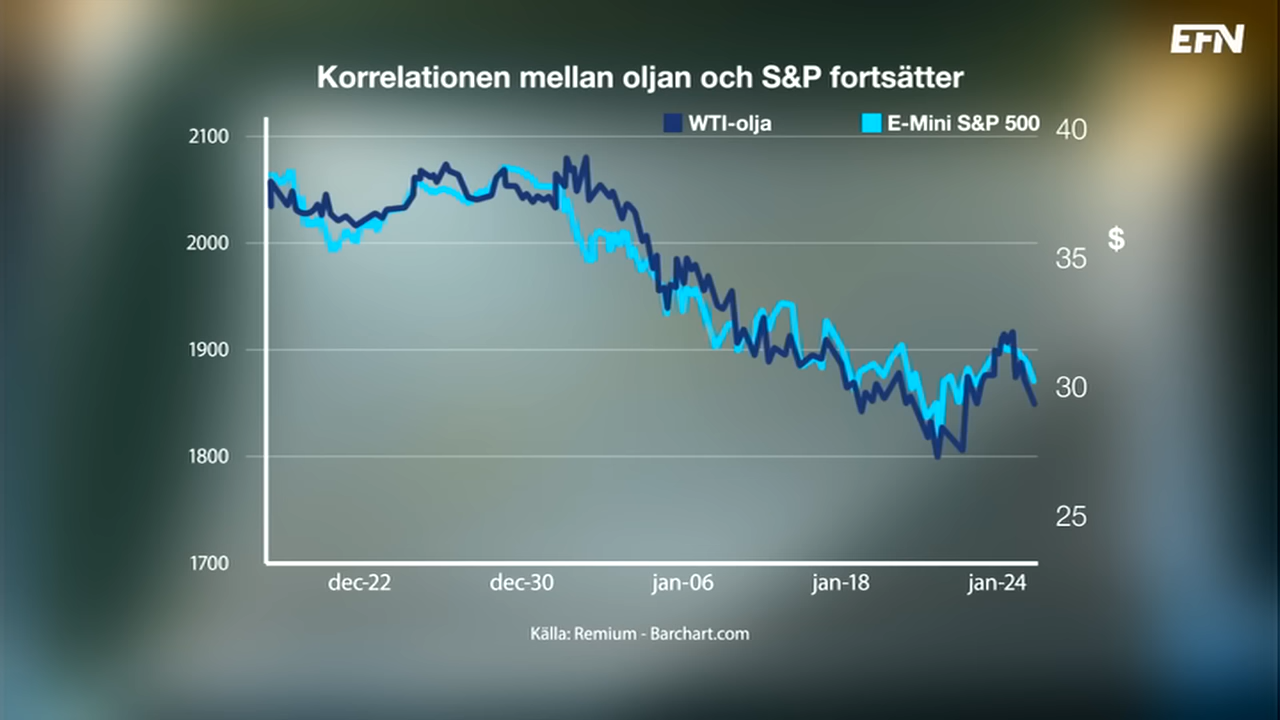 EFN
Korrelationen mellan oljan och S&P fortsätter
WTI-olja
E-Mini S&P 500
2100
2000
1900
1800
1700
40
35
30
25
$
dec-22
dec-30
jan-06
jan-18
jan-24
Källa: Remium - Barchart.com